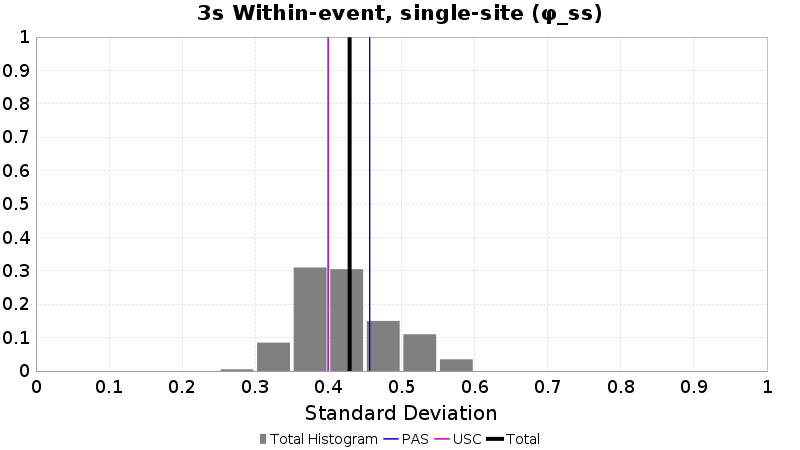 3s Within-event, single-site (φ_ss)
1
0.9
0.8
0.7
0.6
0.5
0.4
0.3
0.2
0.1
0
0 0.1 0.2 0.3 0.4 0.5 0.6 0.7 0.8 0.9 1
Standard Deviation
Total Histogram PAS USC Total